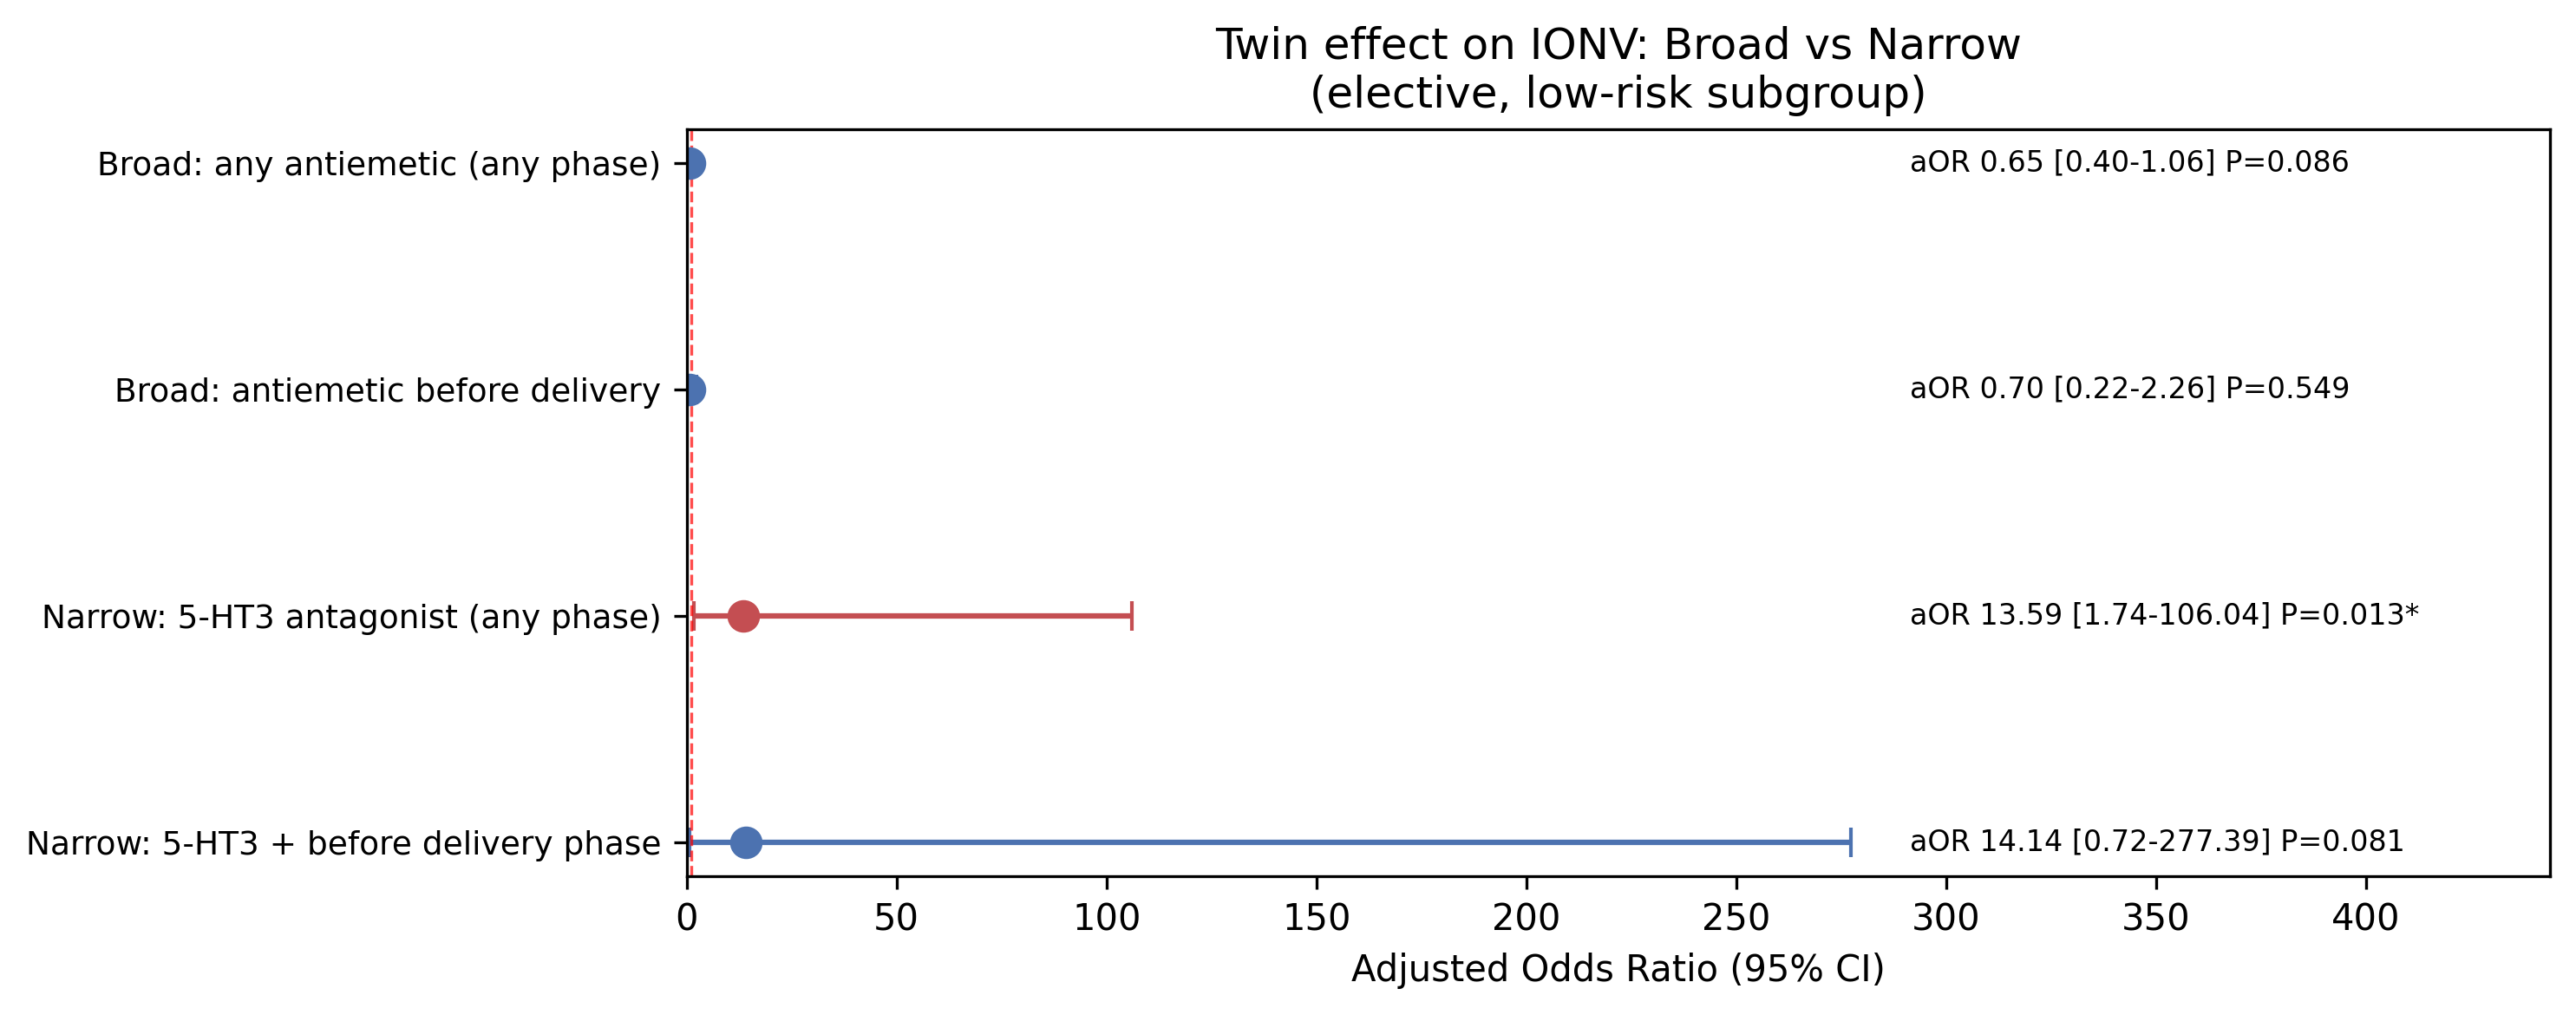 Twin effect on IONV: Broad vs Narrow
(elective, low-risk subgroup)
Broad: any antiemetic (any phase)
aOR 0.65 [0.40-1.06] P=0.086
Broad: antiemetic before delivery
aOR 0.70 [0.22-2.26] P=0.549
Narrow: 5-HT3 antagonist (any phase)
aOR 13.59 [1.74-106.04] P=0.013*
Narrow: 5-HT3 + before delivery phase
aOR 14.14 [0.72-277.39] P=0.081
0 50 100 150 200 250 300 350 400
Adjusted Odds Ratio (95% CI)